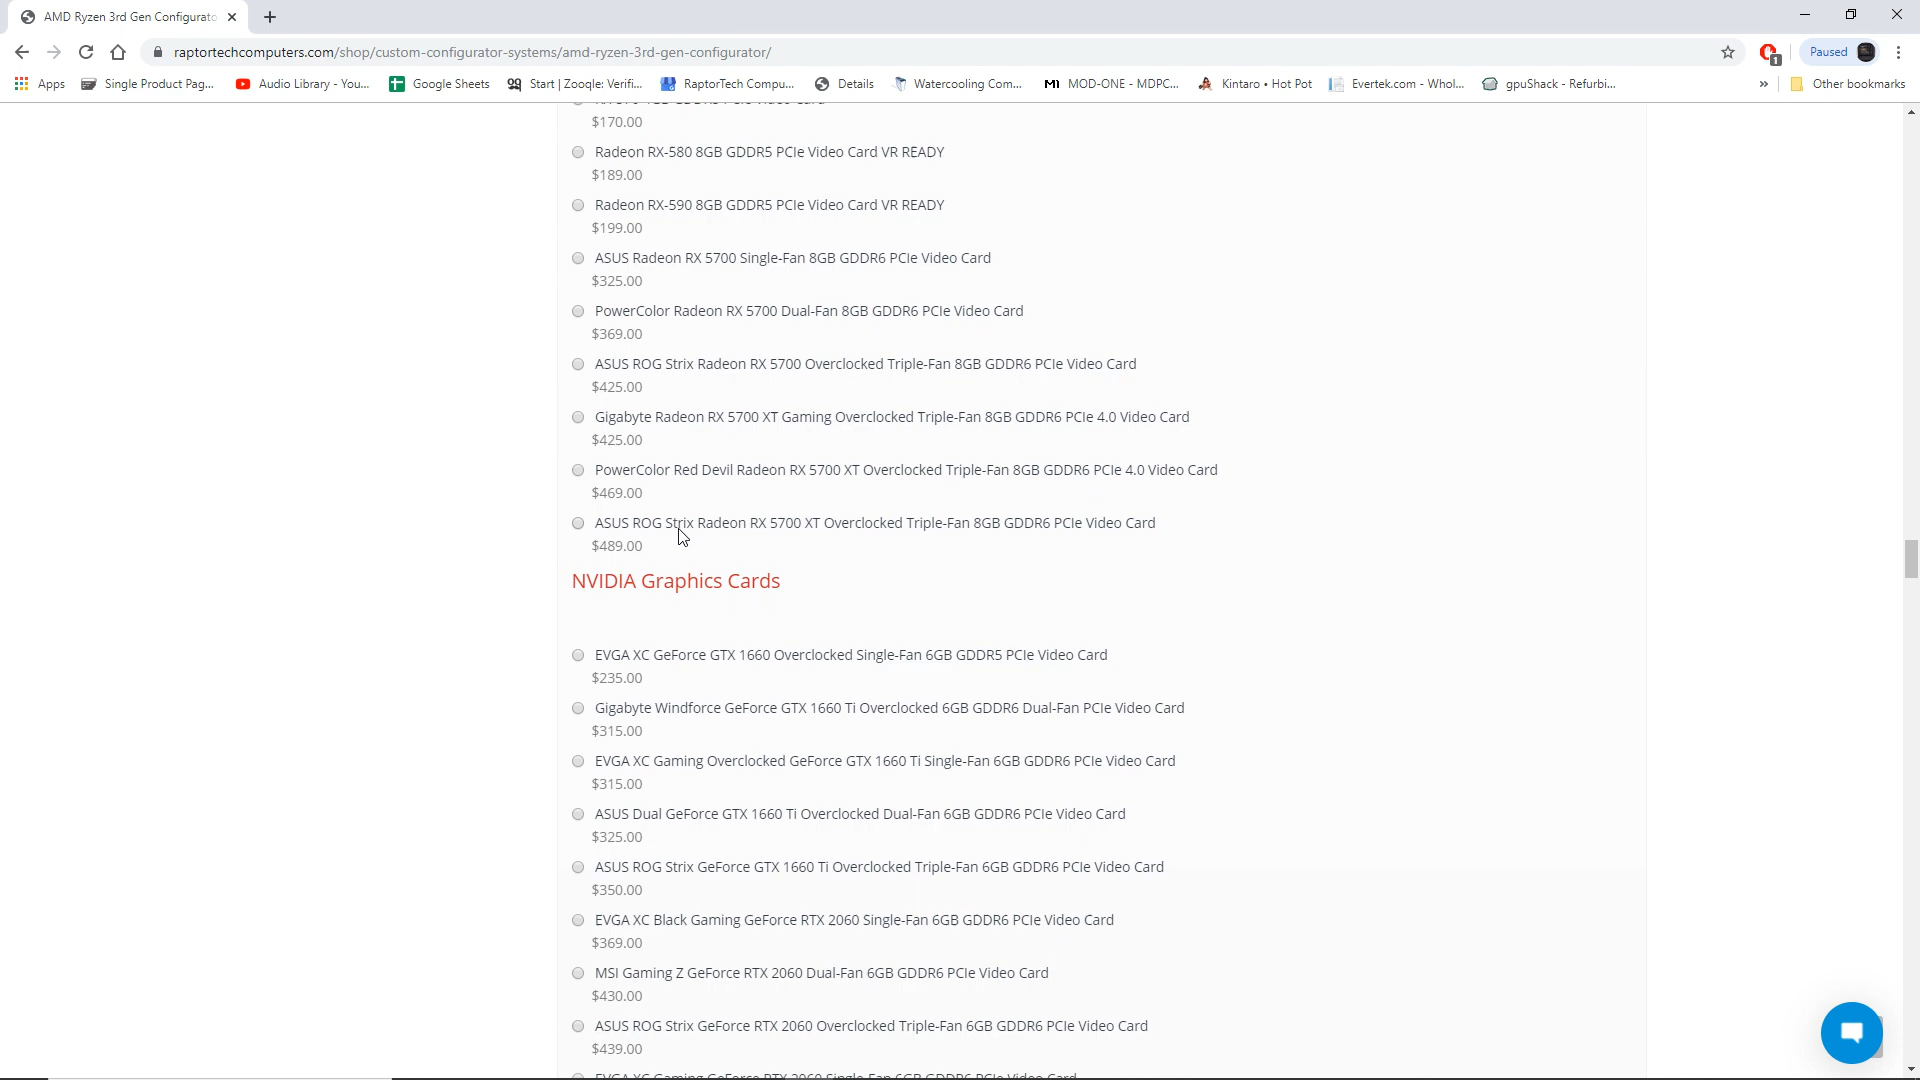 AMD Ryzen 3rd Gen Configurato
raptortechcomputers.com/shop/custom-configurator-systems/amd-ryzen-3rd-gen-configurator/
1
Paused
Apps
Single Product Pag...
Audio Library - You...
Google Sheets
Start | Zooqle: Verifi...
RaptorTech Compu...
Details
Watercooling Com...
MOD-ONE - MDPC...
Kintaro • Hot Pot
Evertek.com - Whol...
gpuShack - Refurbi...
»
Other bookmarks
$170.00
Radeon RX-580 8GB GDDR5 PCIe Video Card VR READY
$189.00
Radeon RX-590 8GB GDDR5 PCIe Video Card VR READY
$199.00
ASUS Radeon RX 5700 Single-Fan 8GB GDDR6 PCIe Video Card
$325.00
PowerColor Radeon RX 5700 Dual-Fan 8GB GDDR6 PCIe Video Card
$369.00
ASUS ROG Strix Radeon RX 5700 Overclocked Triple-Fan 8GB GDDR6 PCIe Video Card
$425.00
Gigabyte Radeon RX 5700 XT Gaming Overclocked Triple-Fan 8GB GDDR6 PCIe 4.0 Video Card
$425.00
PowerColor Red Devil Radeon RX 5700 XT Overclocked Triple-Fan 8GB GDDR6 PCIe 4.0 Video Card
$469.00
ASUS ROG Strix Radeon RX 5700 XT Overclocked Triple-Fan 8GB GDDR6 PCIe Video Card
$489.00
NVIDIA Graphics Cards
EVGA XC GeForce GTX 1660 Overclocked Single-Fan 6GB GDDR5 PCIe Video Card
$235.00
Gigabyte Windforce GeForce GTX 1660 Ti Overclocked 6GB GDDR6 Dual-Fan PCIe Video Card
$315.00
EVGA XC Gaming Overclocked GeForce GTX 1660 Ti Single-Fan 6GB GDDR6 PCIe Video Card
$315.00
ASUS Dual GeForce GTX 1660 Ti Overclocked Dual-Fan 6GB GDDR6 PCIe Video Card
$325.00
ASUS ROG Strix GeForce GTX 1660 Ti Overclocked Triple-Fan 6GB GDDR6 PCIe Video Card
$350.00
EVGA XC Black Gaming GeForce RTX 2060 Single-Fan 6GB GDDR6 PCIe Video Card
$369.00
MSI Gaming Z GeForce RTX 2060 Dual-Fan 6GB GDDR6 PCIe Video Card
$430.00
ASUS ROG Strix GeForce RTX 2060 Overclocked Triple-Fan 6GB GDDR6 PCIe Video Card
$439.00
EVGA XC Gaming GeForce RTX 2060 Single-Fan 6GB GDDR6 PCIe Video Card